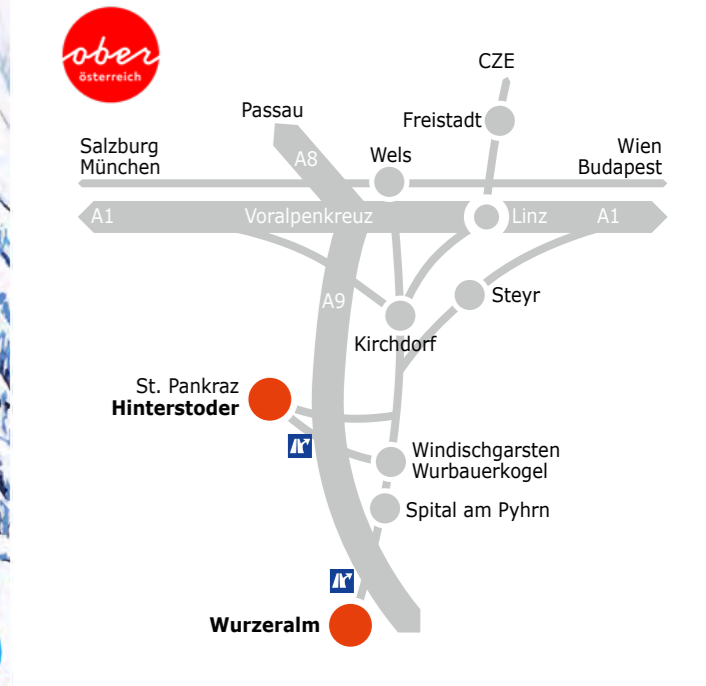 ober
österreich
CZE
Passau
Freistadt
Salzburg
München
A8
Wels
Wien
Budapest
A1
Voralpenkreuz
Linz
A1
A9
Steyr
Kirchdorf
St. Pankraz
Hinterstoder
Windischgarsten
Wurbauerkogel
Spital am Pyhrn
Wurzeralm